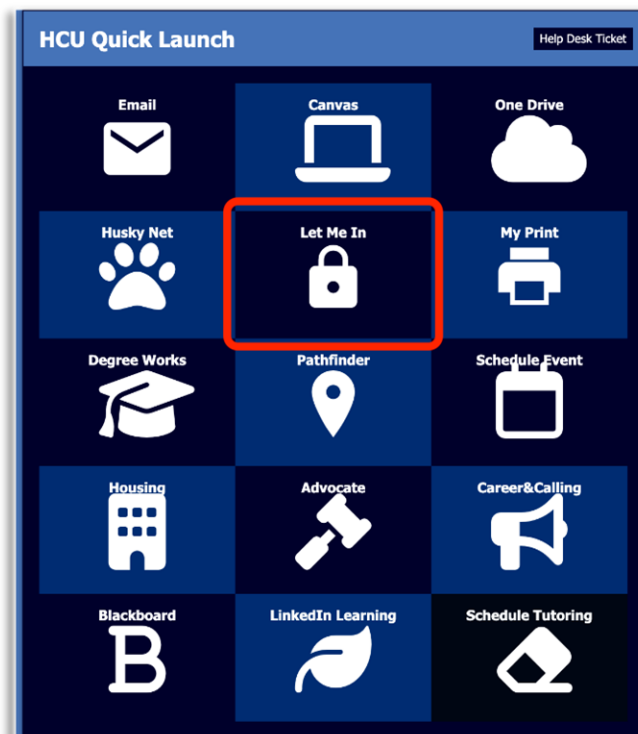 HCU Quick Launch
Help Desk Ticket
Email
Canvas
One Drive
Husky Net
Let Me In
My Print
Degree Works
Pathfinder
Schedule Event
Housing
Advocate
Career&Calling
Blackboard
LinkedIn Learning
Schedule Tutoring